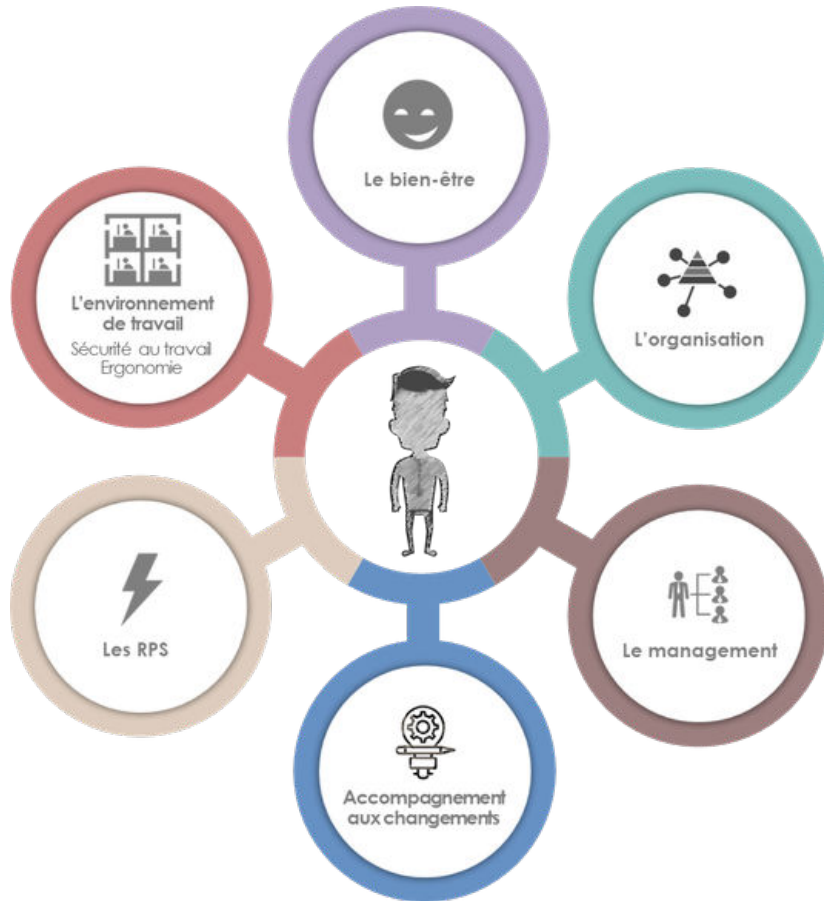 Le bien-être
L'environnement
de travail
Sécurité au travail
Ergonomie
L'organisation
Les RPS
Le management
Accompagnement
aux changements